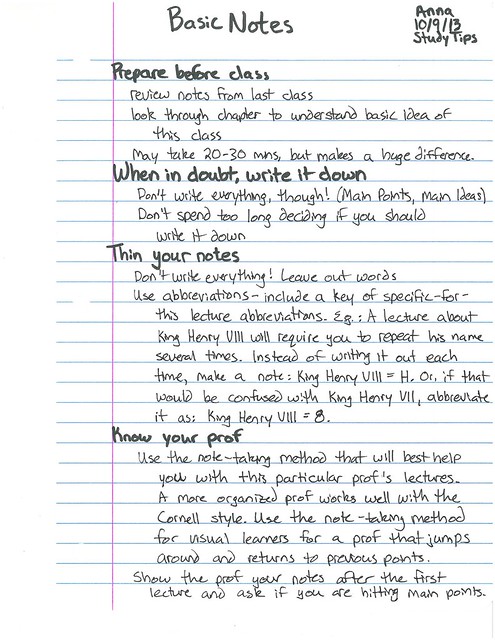 Basic Notes
Anna
10/9/13
Study Tips
Prepare before class
review notes from last class
look through chapter to understand basic idea of
this class
May take 20-30 mns, but makes a huge difference.
When in doubt, write it down
Don't write everything, though! (Main Points, main Ideas)
Don't spend too long deciding if you should
write it down
Thin your notes
Don't write everything! Leave out words
Use abbreviations - include a key of specific-for-
this lecture abbreviations. Eg.: A lecture about
King Henry VIII will require you to repeat his name
several times. Instead of writing it out each
time, make a note: King Henry VIII = H. Or, if that
would be confused with King Henry VII, abbreviate
it as: King Henry VIII = 8.
Know your prof
Use the note-taking method that will best help
you with this particular prof's lectures.
A more organized prof works well with the
Cornell style. Use the note-taking method
for visual learners for a prof that jumps
around and returns to previous points.
Show the prof your notes after the first
lecture and ask if you are hitting main points.